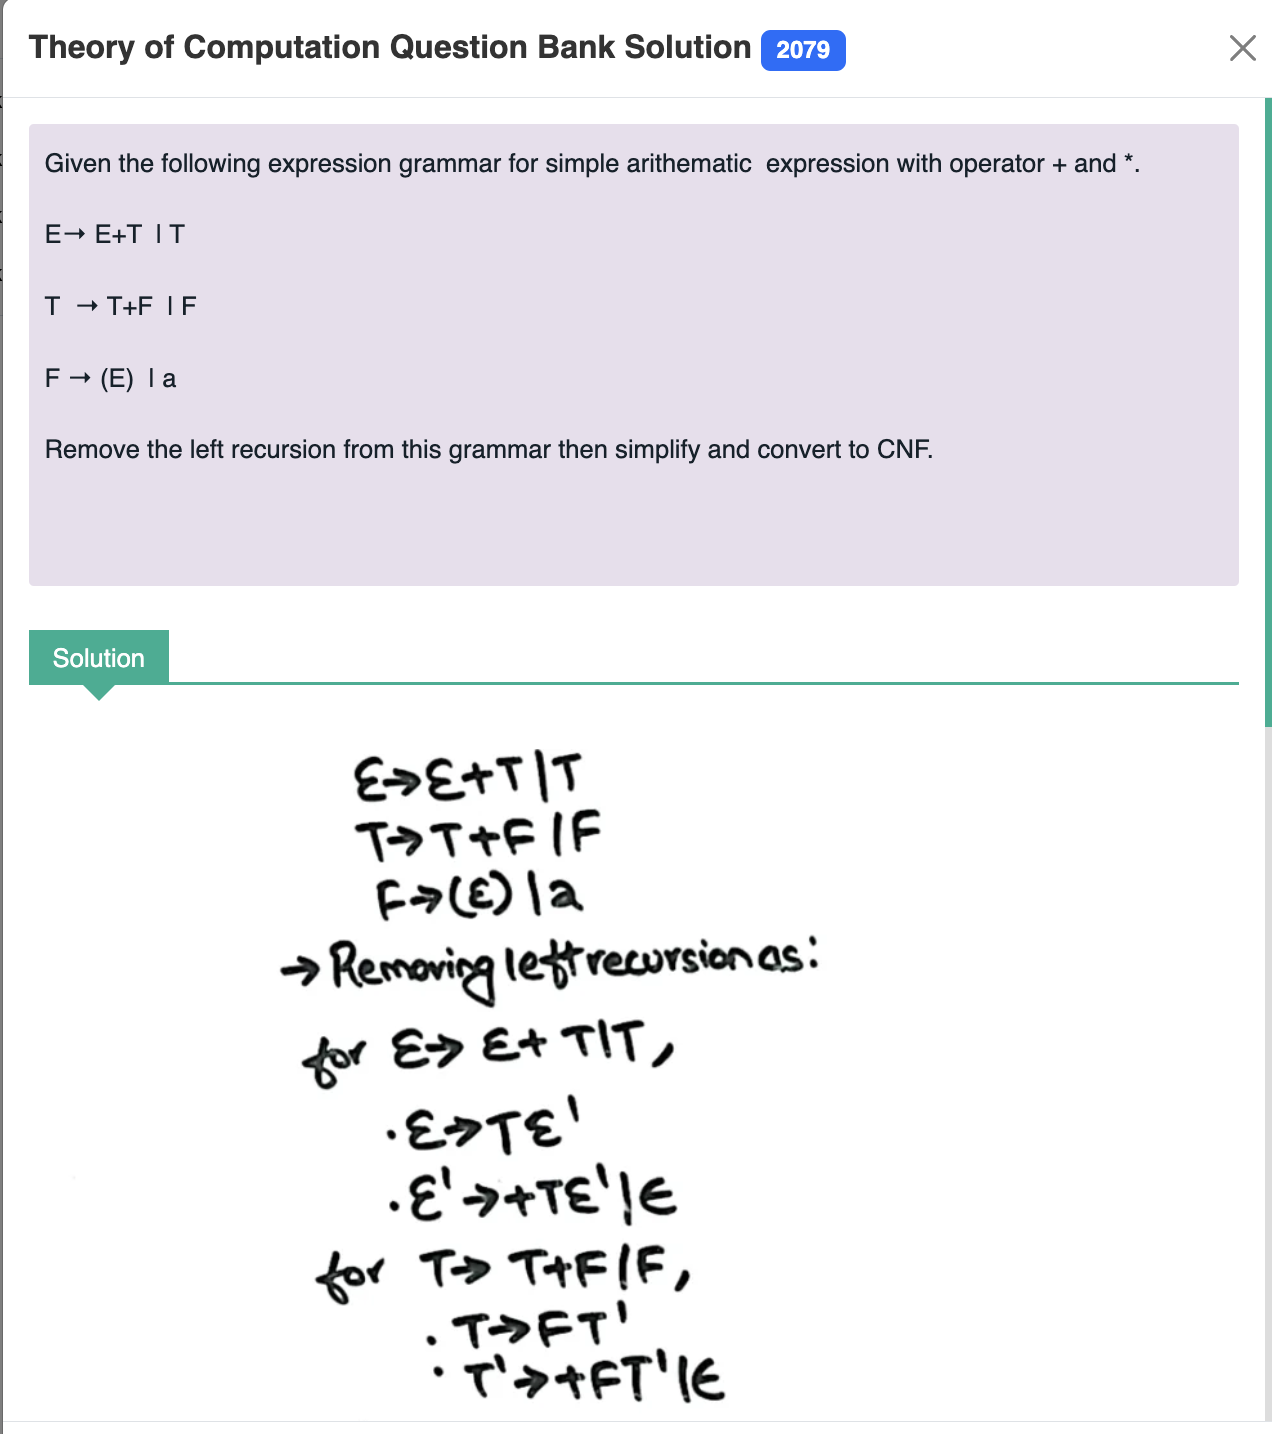 Theory of Computation Question Bank Solution 2079
Given the following expression grammar for simple arithematic expression with operator + and *.
E→ E+T | T
T → T+F | F
F → (E) | a
Remove the left recursion from this grammar then simplify and convert to CNF.
Solution
E→E+T|T
T→T+F|F
F→(E)|a
→ Removing left recursion as:
for E→ E+T|T,
·E→TE'
·E'→+TE'|ϵ
for T→ T+F|F,
·T→FT'
·T'→+FT'|ϵ